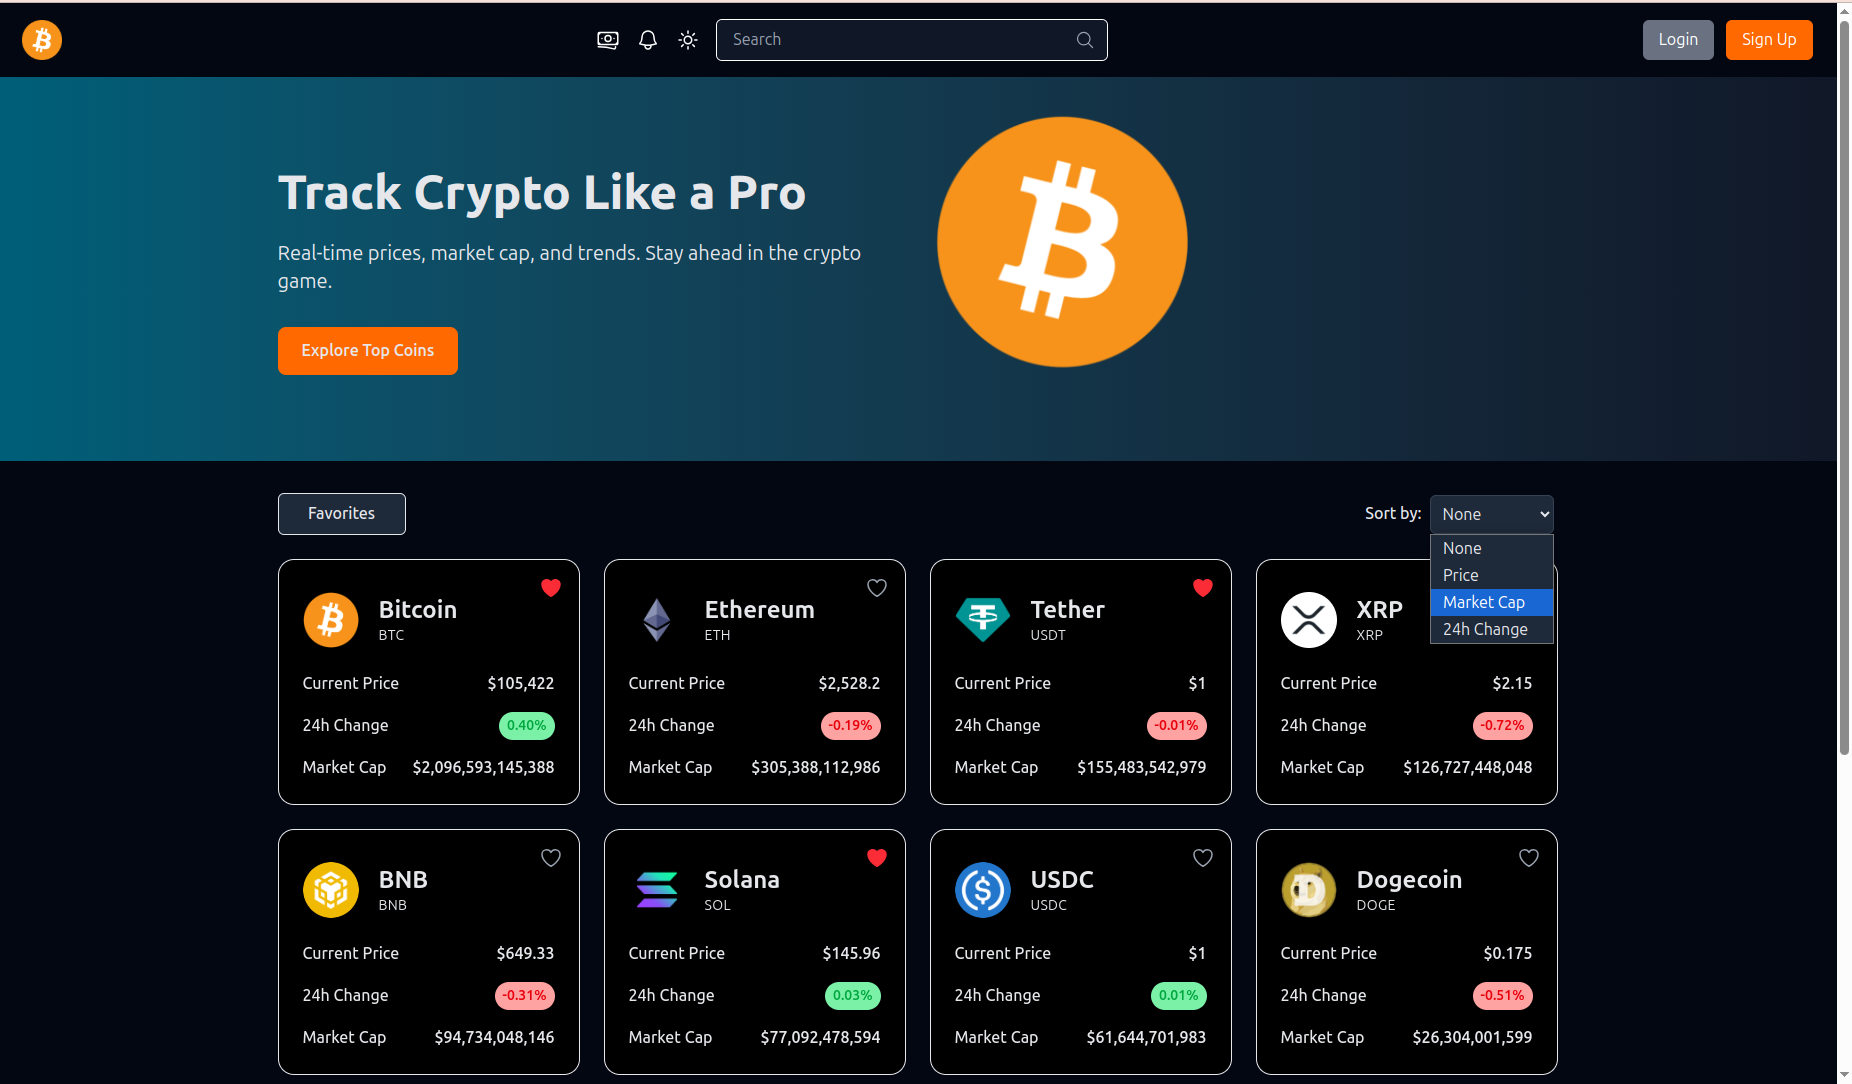 Search
Login
Sign Up
Track Crypto Like a Pro
Real-time prices, market cap, and trends. Stay ahead in the crypto
game.
Explore Top Coins
Favorites
Sort by:
None
None
Price
Market Cap
24h Change
Bitcoin
BTC
Current Price $105,422
24h Change 0.40%
Market Cap $2,096,593,145,388
Ethereum
ETH
Current Price $2,528.2
24h Change -0.19%
Market Cap $305,388,112,986
Tether
USDT
Current Price $1
24h Change -0.01%
Market Cap $155,483,542,979
XRP
XRP
Current Price $2.15
24h Change -0.72%
Market Cap $126,727,448,048
BNB
BNB
Current Price $649.33
24h Change -0.31%
Market Cap $94,734,048,146
Solana
SOL
Current Price $145.96
24h Change 0.03%
Market Cap $77,092,478,594
USDC
USDC
Current Price $1
24h Change 0.01%
Market Cap $61,644,701,983
Dogecoin
DOGE
Current Price $0.175
24h Change -0.51%
Market Cap $26,304,001,599